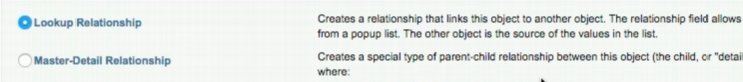 Lookup Relationship
Creates a relationship that links this object to another object. The relationship field allows
from a popup list. The other object is the source of the values in the list.
Master-Detail Relationship
Creates a special type of parent-child relationship between this object (the child, or "detail
where: